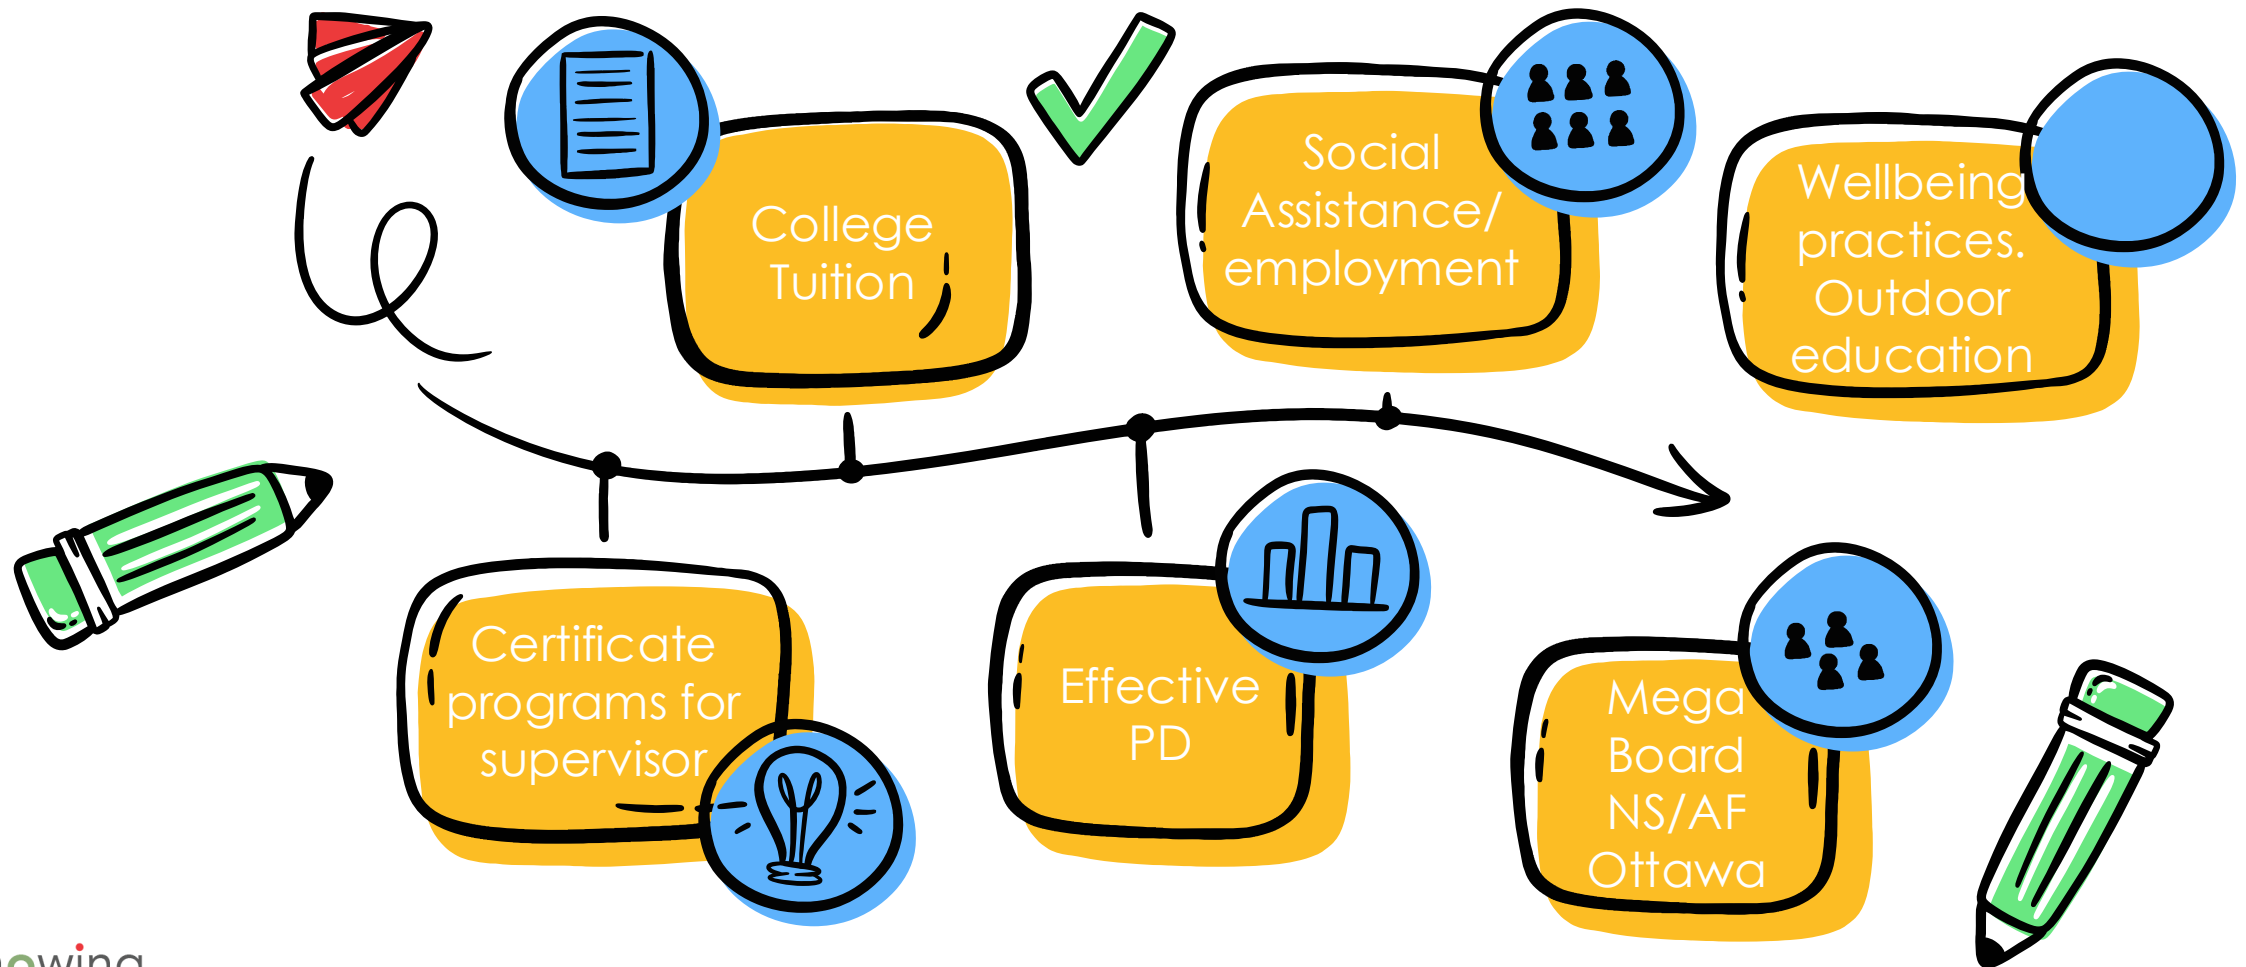 College
Tuition
Social
Assistance/
employment
Wellbeing
practices.
Outdoor
education
Certificate
programs for
supervisor
Effective
PD
Mega
Board
NS/AF
Ottawa